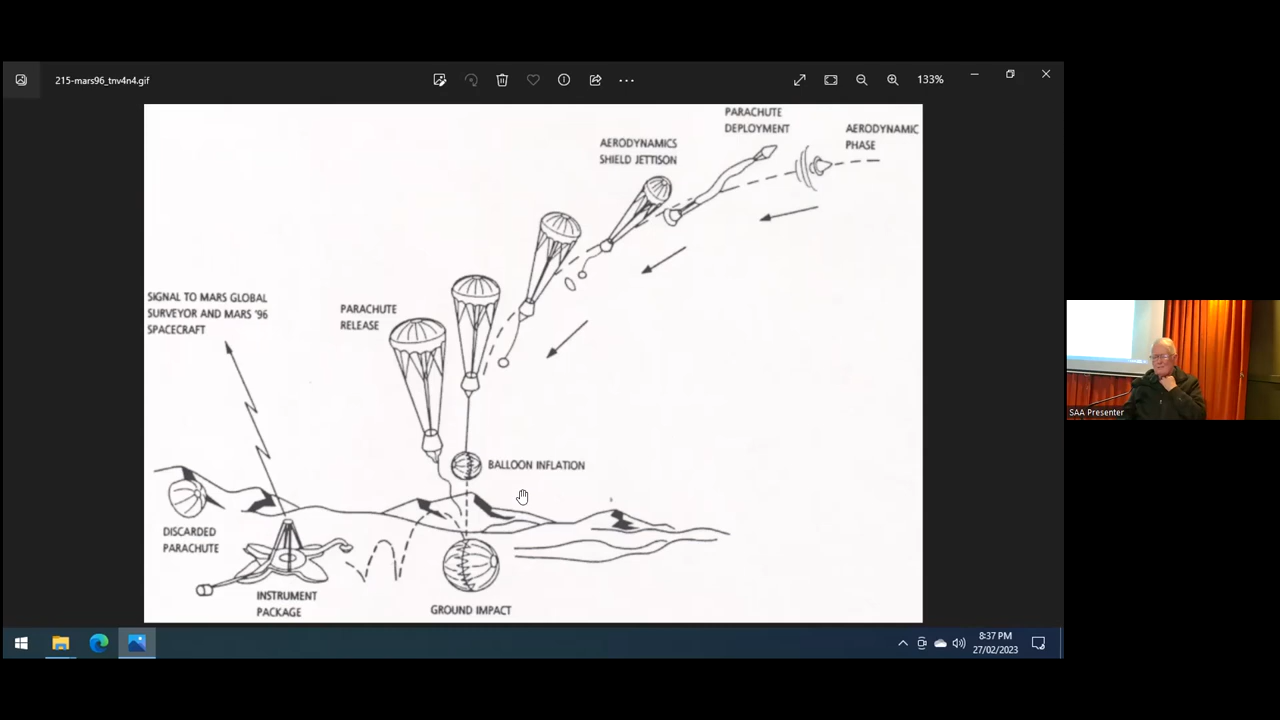 215-mars96_tnv4n4.gif
133%
PARACHUTE
DEPLOYMENT
AERODYNAMIC
PHASE
AERODYNAMICS
SHIELD JETTISON
SIGNAL TO MARS GLOBAL
SURVEYOR AND MARS '96
SPACECRAFT
PARACHUTE
RELEASE
BALLOON INFLATION
DISCARDED
PARACHUTE
INSTRUMENT
PACKAGE
GROUND IMPACT
SAA Presenter
8:37 PM
27/02/2023